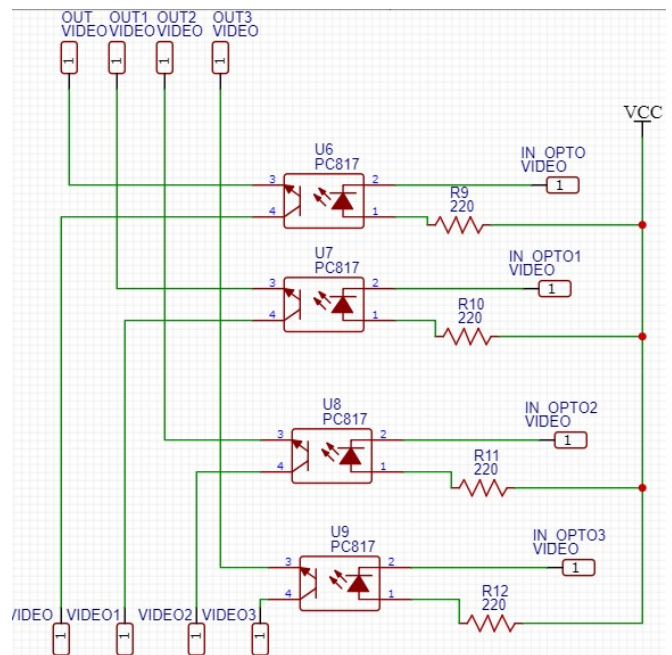 OUT OUT1 OUT2 OUT3
VIDEO VIDEO VIDEO VIDEO
1 1 1 1
VCC
U6
PC817
IN_OPTO
VIDEO
3 2 1
4 1
R9
220
U7
PC817
IN_OPTO1
VIDEO
3 2 1
4 1
R10
220
U8
PC817
IN_OPTO2
VIDEO
3 2 1
4 1
R11
220
U9
PC817
IN_OPTO3
VIDEO
3 2 1
4 1
R12
220
VIDEO VIDEO1 VIDEO2 VIDEO3
1 1 1 1